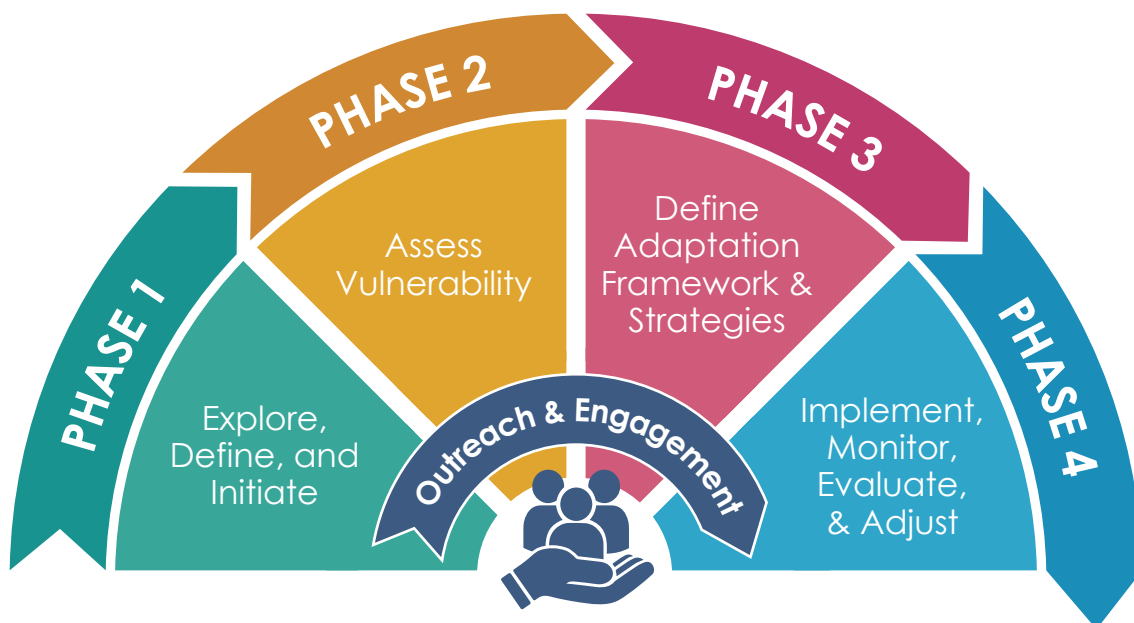 PHASE 1
Explore,
Define, and
Initiate
PHASE 2
Assess
Vulnerability
PHASE 3
Define
Adaptation
Framework &
Strategies
PHASE 4
Implement,
Monitor,
Evaluate,
& Adjust
Outreach & Engagement